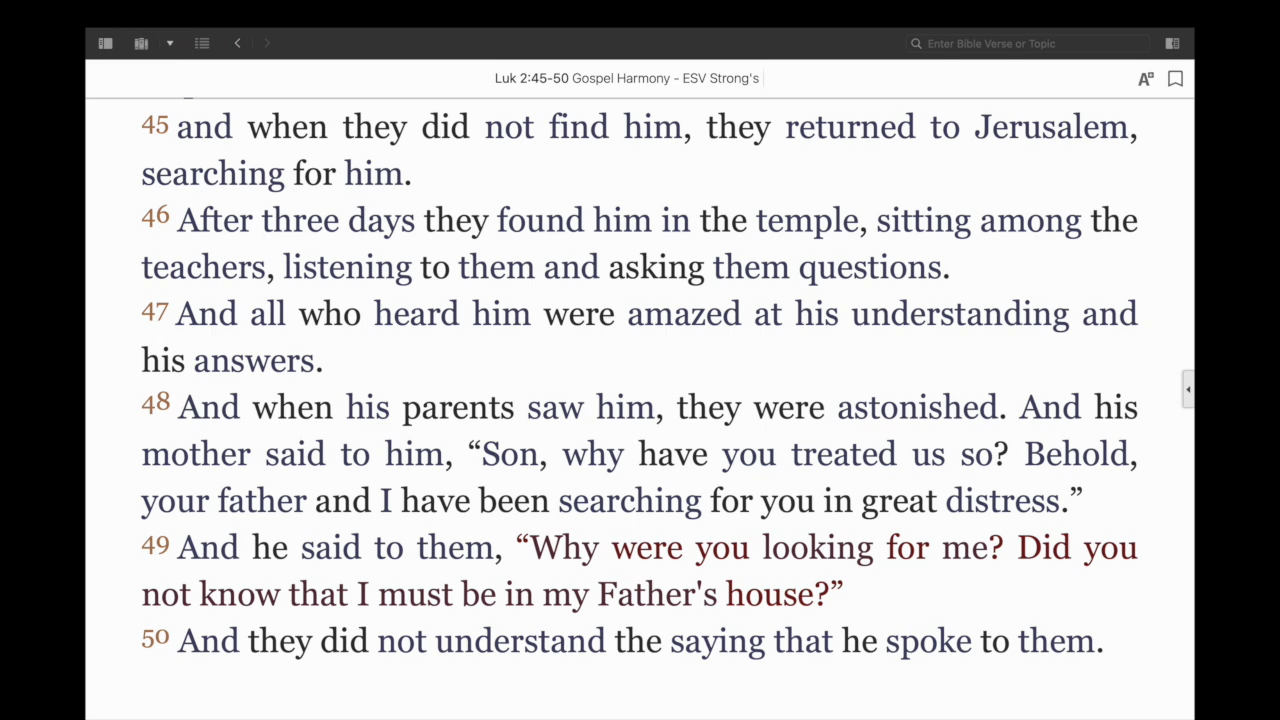 Enter Bible Verse or Topic
Luk 2:45-50 Gospel Harmony - ESV Strong's
A
45 and when they did not find him, they returned to Jerusalem,
searching for him.
46 After three days they found him in the temple, sitting among the
teachers, listening to them and asking them questions.
47 And all who heard him were amazed at his understanding and
his answers.
48 And when his parents saw him, they were astonished. And his
mother said to him, “Son, why have you treated us so? Behold,
your father and I have been searching for you in great distress.”
49 And he said to them, “Why were you looking for me? Did you
not know that I must be in my Father's house?”
50 And they did not understand the saying that he spoke to them.